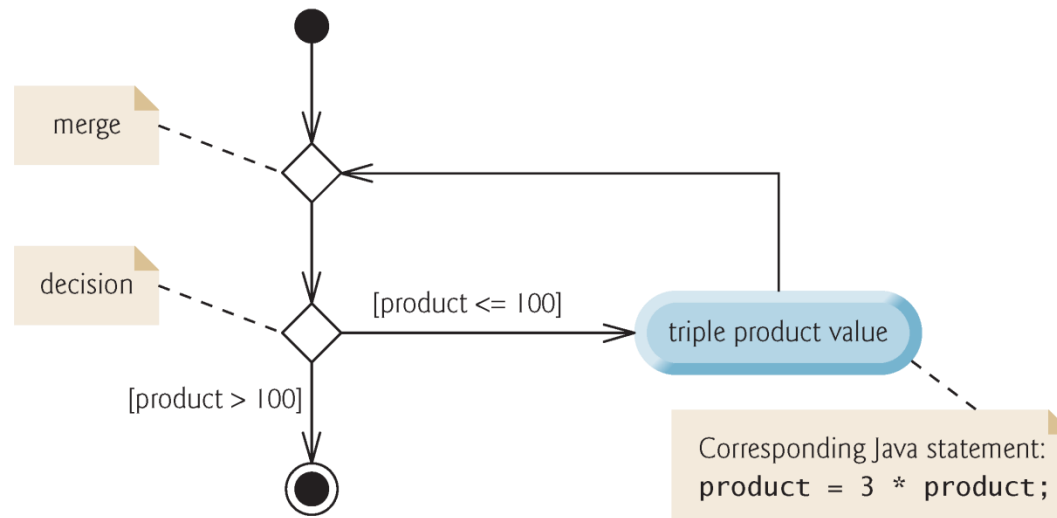 merge
decision
[product <= 100]
triple product value
[product > 100]
Corresponding Java statement:
product = 3 * product;